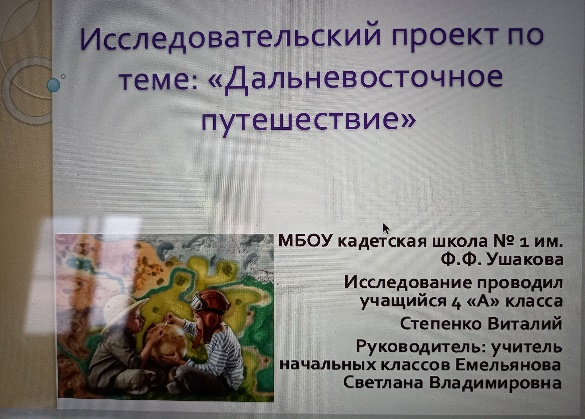 Исследовательский проект по
теме: «Дальневосточное
путешествие»
МБОУ кадетская школа № 1 им.
Ф.Ф. Ушакова
Исследование проводил
учащийся 4 «А» класса
Степенко Виталий
Руководитель: учитель
начальных классов Емельянова
Светлана Владимировна